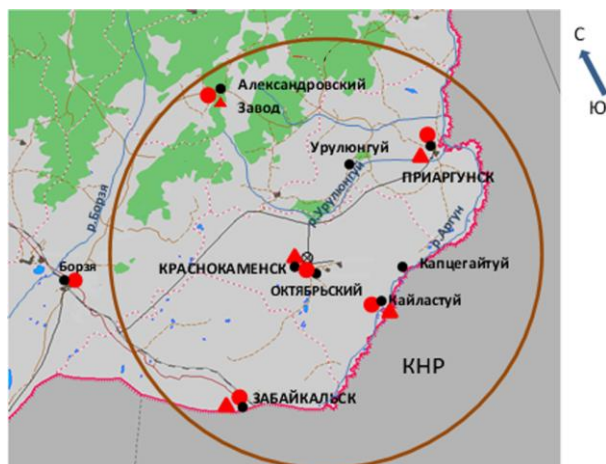 С
Ю
Александровский
Завод
Урулюнгуй
ПРИАРГУНСК
р.Урулюнгуй
р.Борзя
р.Аргун
Борзя
КРАСНОКАМЕНСК
Капцегайтуй
ОКТЯБРЬСКИЙ
Кайластуй
КНР
ЗАБАЙКАЛЬСК